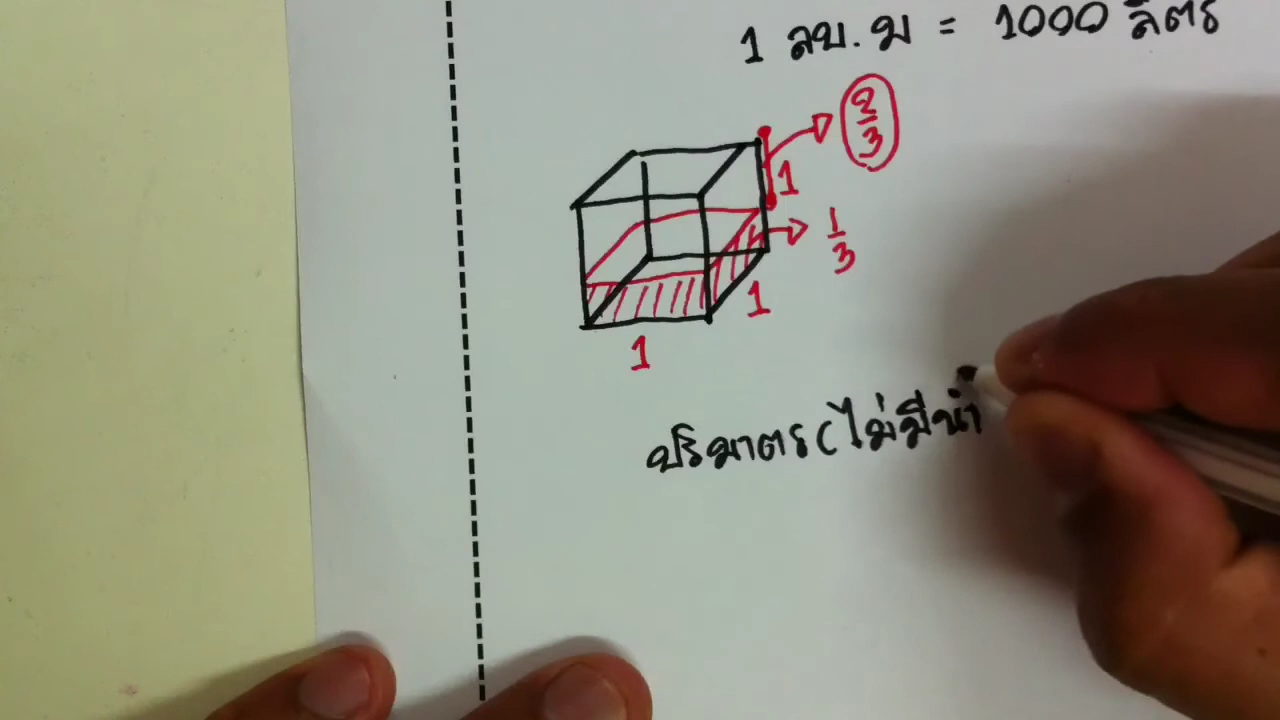 1 ลบ.ม = 1000 ลิตร
2/3
1
1/3
1
1
ปริมาตร(ไม่มีน้ำ